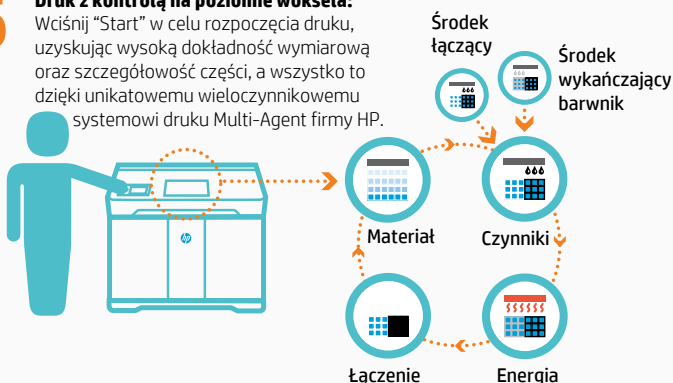 Druk z kontrolą na poziomie woksela:
Wciśnij “Start” w celu rozpoczęcia druku,
uzyskując wysoką dokładność wymiarową
oraz szczegółowość części, a wszystko to
dzięki unikatowemu wieloczynnikowemu
systemowi druku Multi-Agent firmy HP.
Środek
łączący
Środek
wykańczający
barwnik
Materiał
Czynniki
hp
Łączenie
Energia